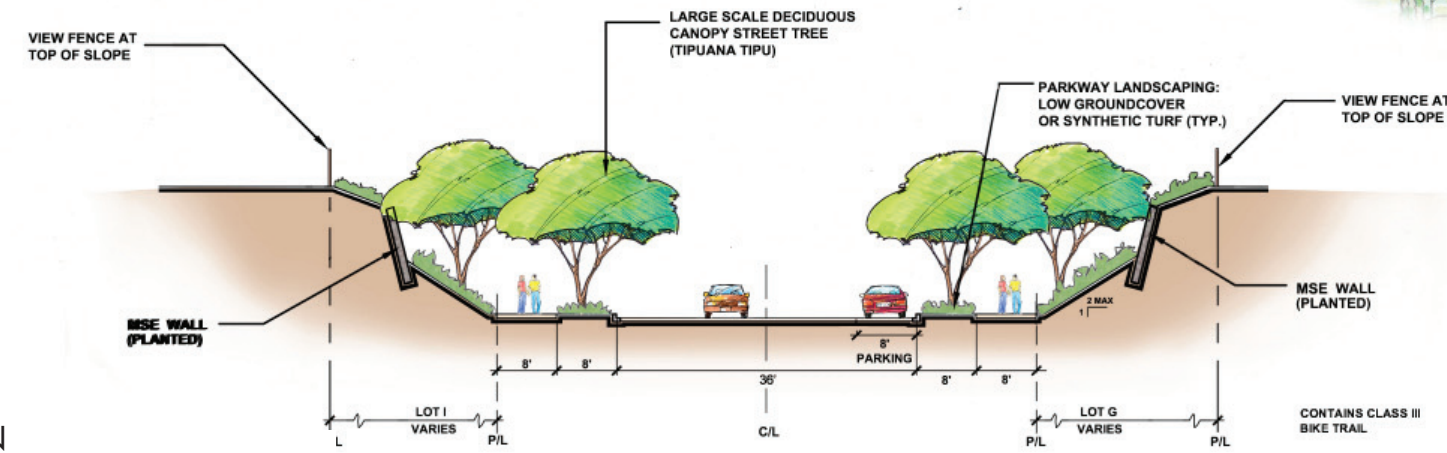 VIEW FENCE AT
TOP OF SLOPE
LARGE SCALE DECIDUOUS
CANOPY STREET TREE
(TIPUANA TIPU)
PARKWAY LANDSCAPING:
LOW GROUNDCOVER
OR SYNTHETIC TURF (TYP.)
VIEW FENCE AT
TOP OF SLOPE
MSE WALL
(PLANTED)
MSE WALL
(PLANTED)
2 MAX
1
8'
8'
36'
8'
PARKING
8'
8'
LOT I
VARIES
L
P/L
C/L
LOT G
VARIES
P/L
P/L
CONTAINS CLASS III
BIKE TRAIL
N